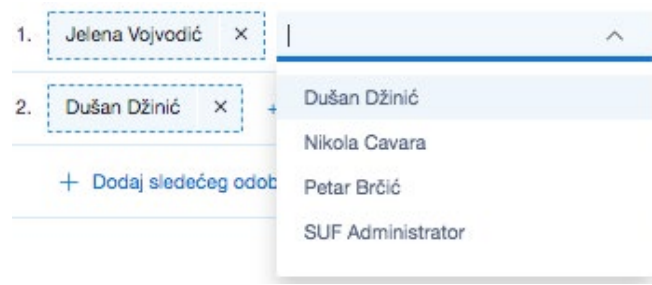 1. Jelena Vojvodić ×
2. Dušan Džinić × +
+ Dodaj sledećeg odob
Dušan Džinić
Nikola Cavara
Petar Brčić
SUF Administrator